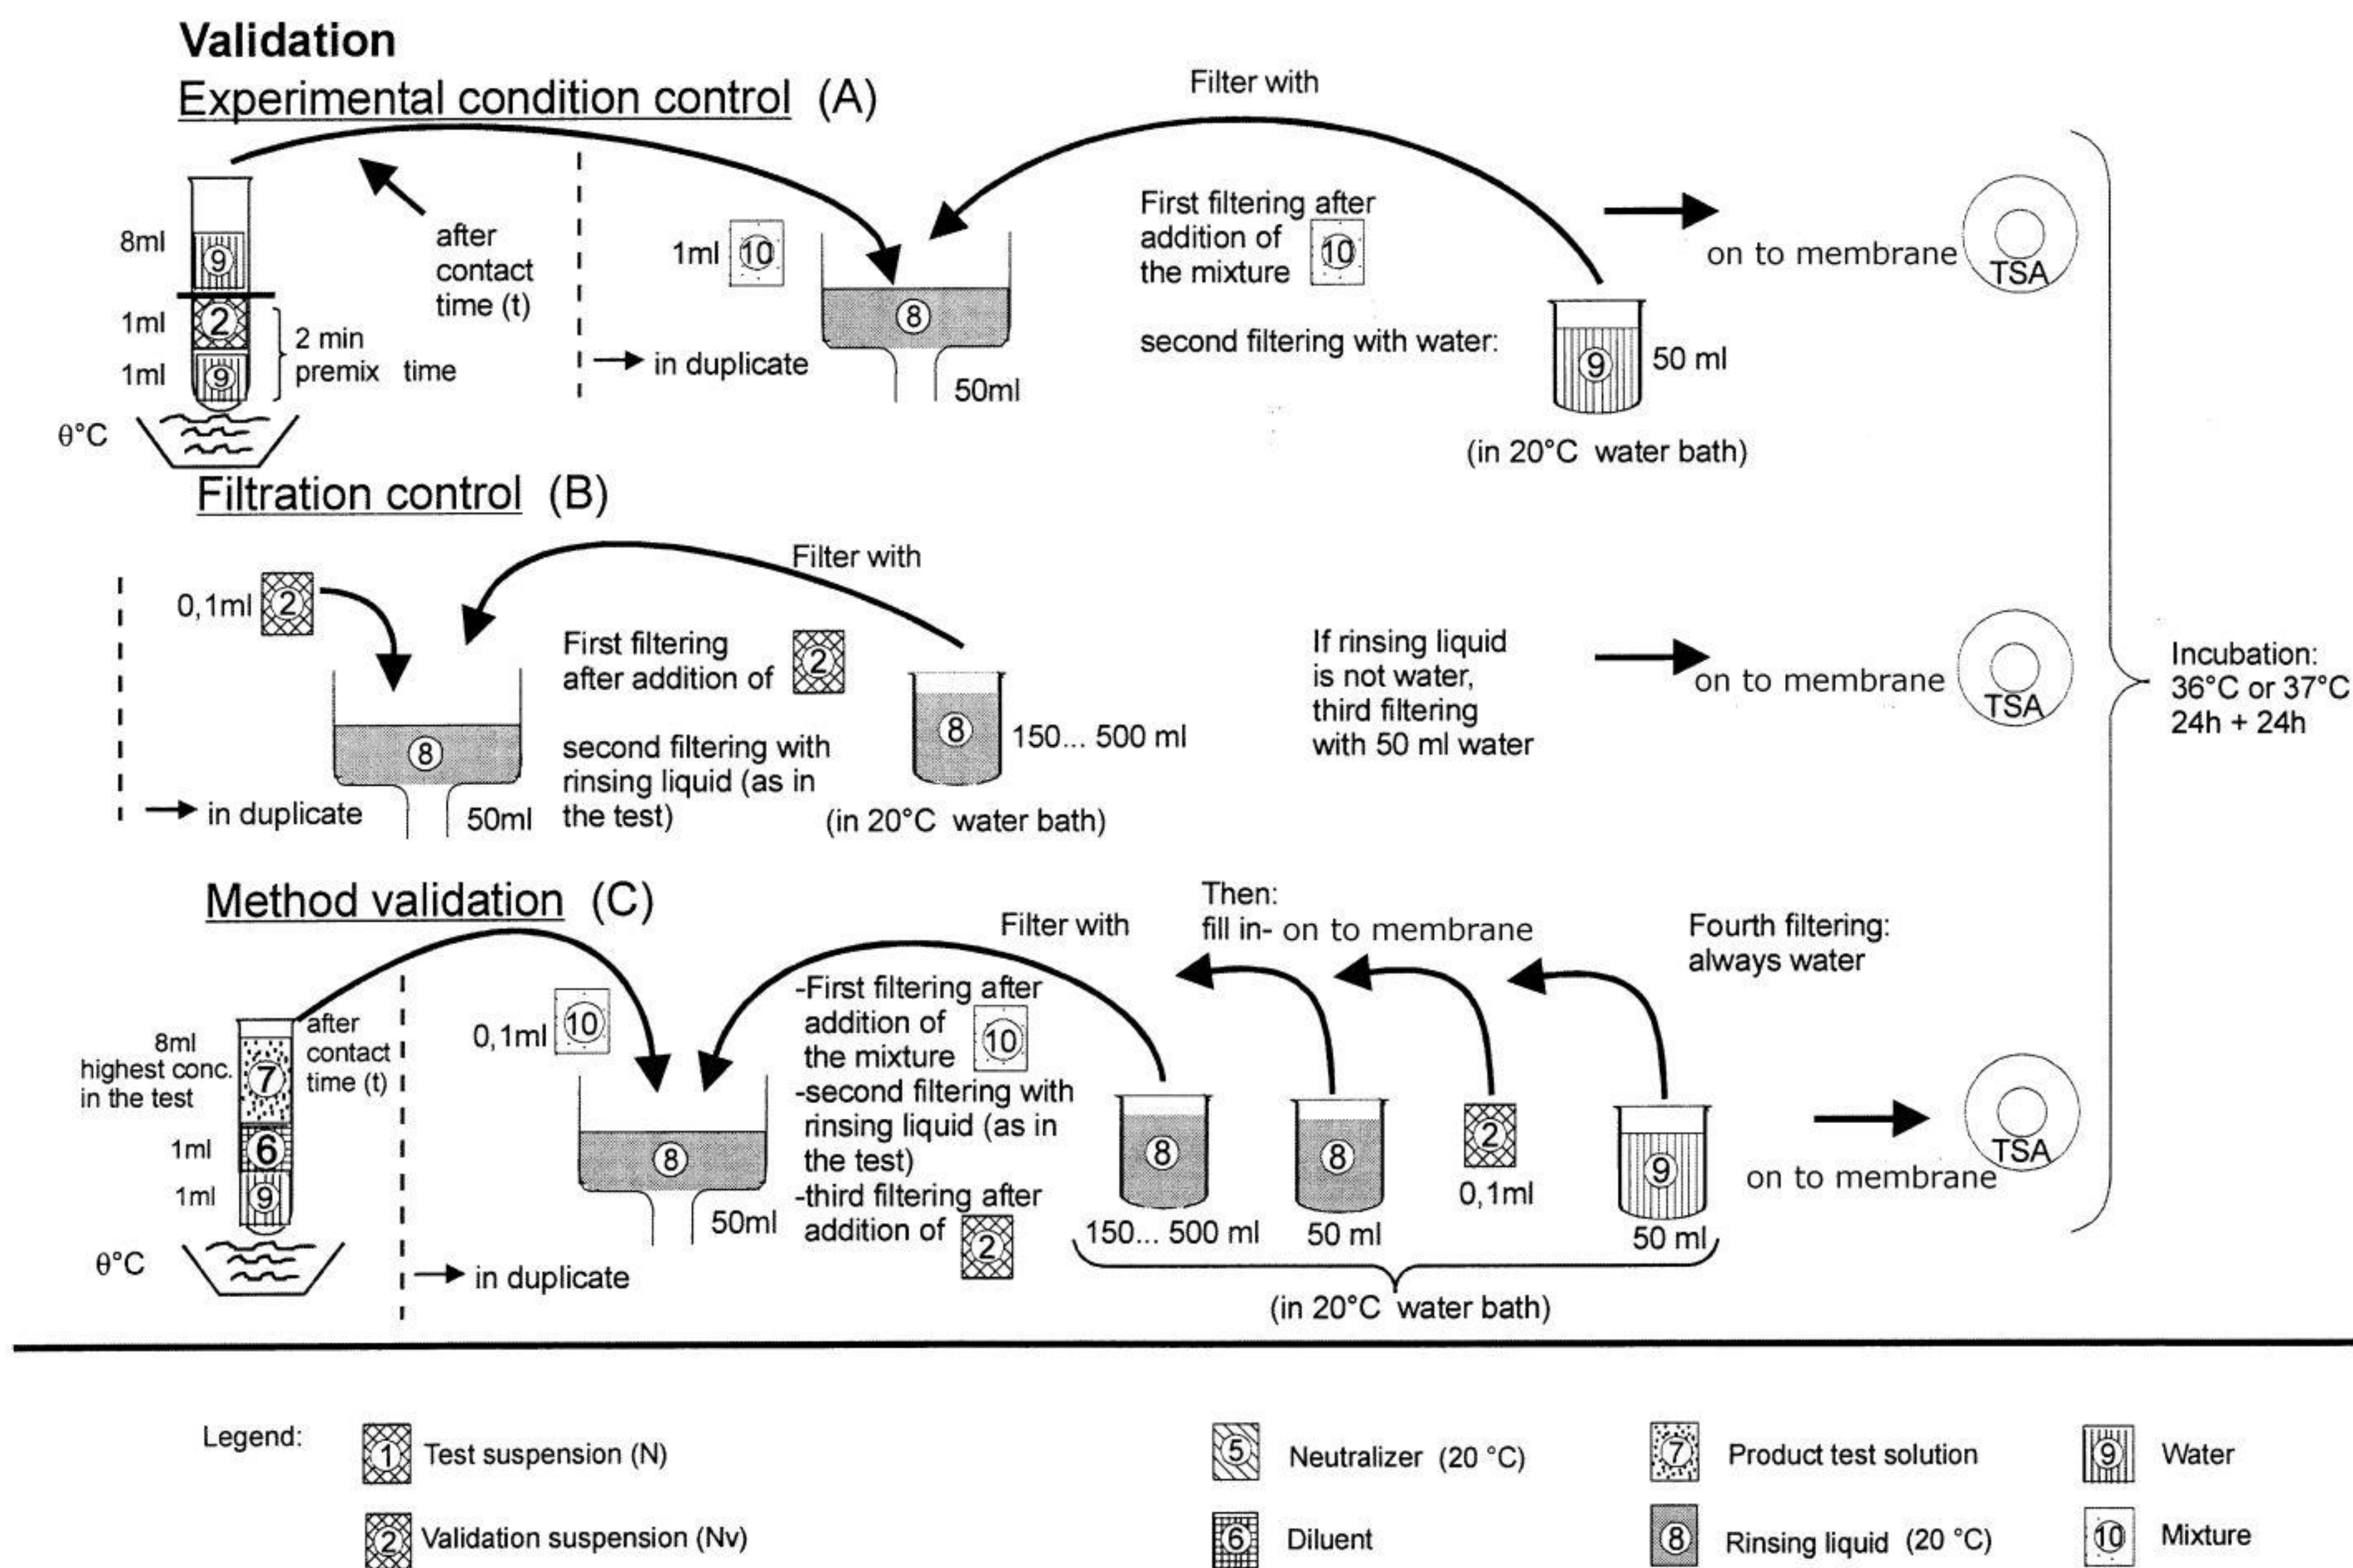 Validation
Experimental condition control (A)
Filter with
8ml
9
1ml
2
1ml
9
2 min
premix time
θ°C
after
contact
time (t)
1ml
10
in duplicate
8
50ml
First filtering after
addition of
the mixture
10
second filtering with water:
9
50 ml
(in 20°C water bath)
on to membrane
TSA
Filtration control (B)
Filter with
0,1ml
2
in duplicate
8
50ml
First filtering
after addition of
2
second filtering with
rinsing liquid (as in
the test)
8
150... 500 ml
(in 20°C water bath)
If rinsing liquid
is not water,
third filtering
with 50 ml water
on to membrane
TSA
Incubation:
36°C or 37°C
24h + 24h
Method validation (C)
Filter with
Then:
fill in- on to membrane
Fourth filtering:
always water
8ml
highest conc.
in the test
7
1ml
6
1ml
9
θ°C
after
contact
time (t)
0,1ml
10
in duplicate
8
50ml
-First filtering after
addition of
the mixture
10
-second filtering with
rinsing liquid (as in
the test)
-third filtering after
addition of
2
8
150... 500 ml
8
50 ml
2
0,1ml
9
50 ml
(in 20°C water bath)
on to membrane
TSA
Legend:
1 Test suspension (N)
5 Neutralizer (20 °C)
7 Product test solution
9 Water
2 Validation suspension (Nv)
6 Diluent
8 Rinsing liquid (20 °C)
10 Mixture